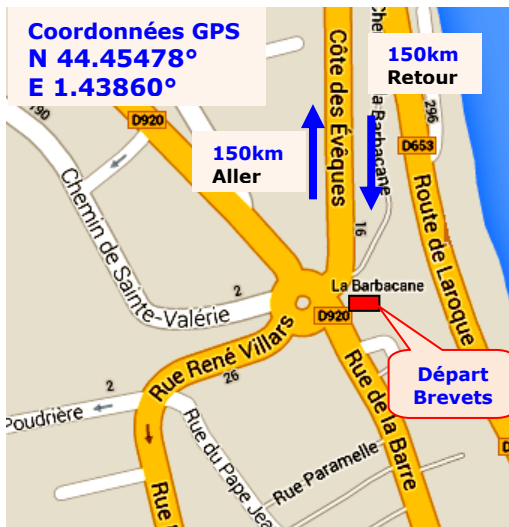 Coordonnées GPS
N 44.45478°
E 1.43860°
150km
Retour
150km
Aller
Côte des Évêques
La Barbacane
296
D920
D653
Chemin de Sainte-Valérie
Route de Laroque
16
2
La Barbacane
D920
Rue René Villars
26
Départ
Brevets
2
Poudrière
Rue de la Barre
Rue du Pape Jea
Rue Paramelle